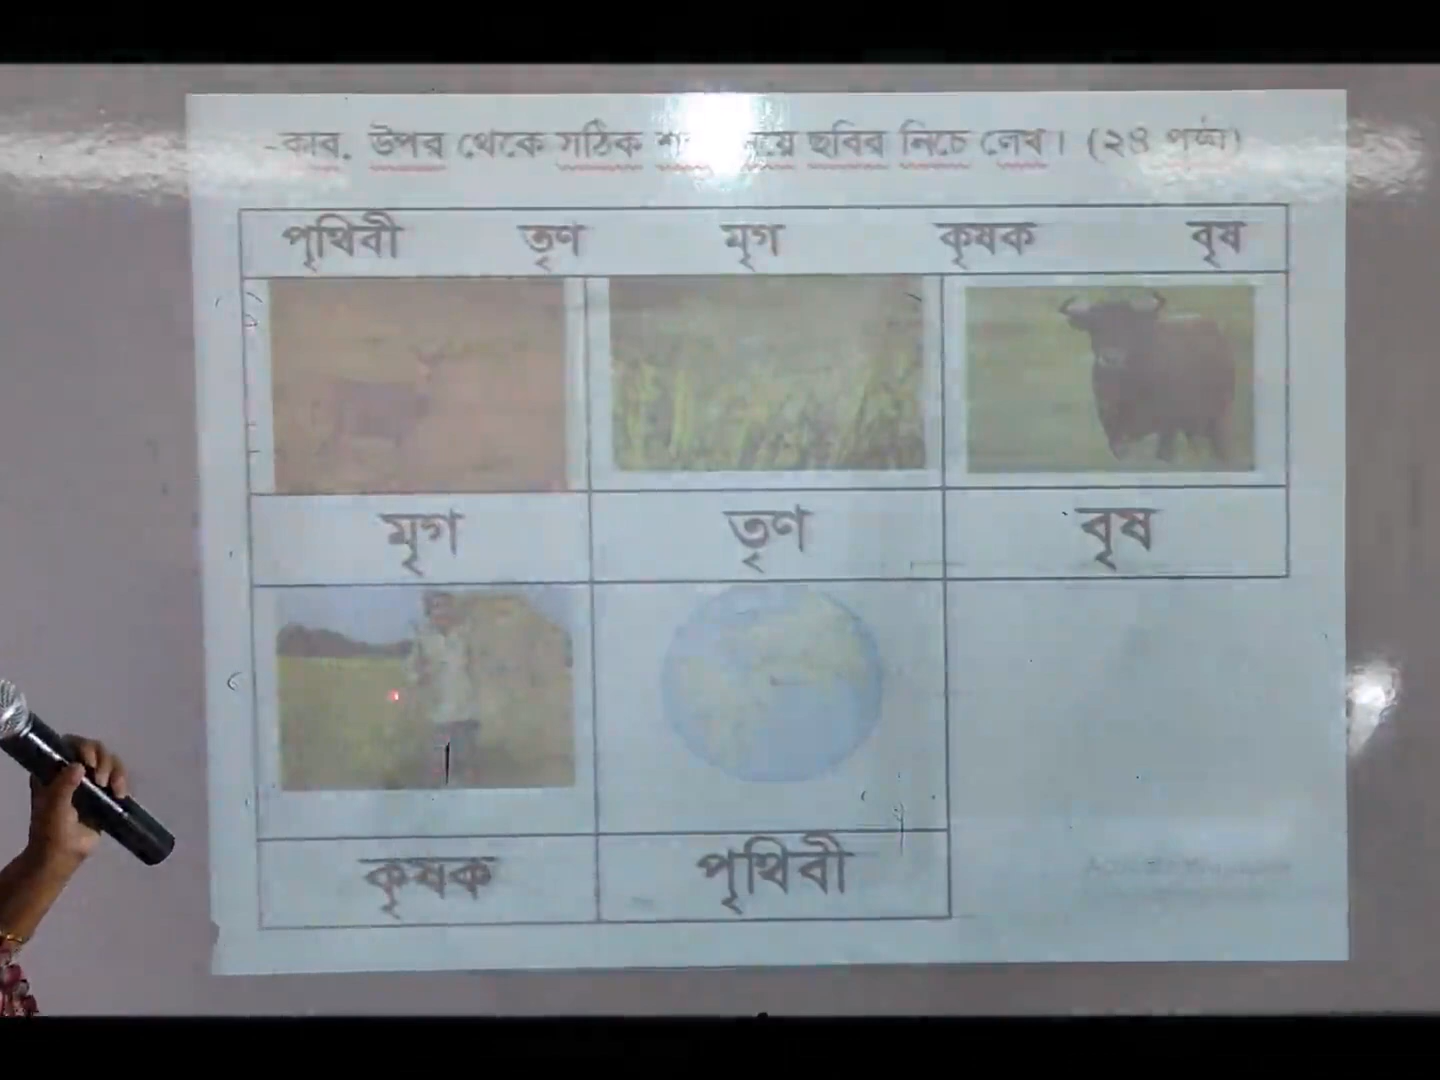 -কার. উপর থেকে সঠিক ছবির নিচে লেখ। (২৪ পৃষ্ঠা)
পৃথিবী তৃণ মৃগ কৃষক বৃষ
মৃগ তৃণ বৃষ
কৃষক পৃথিবী